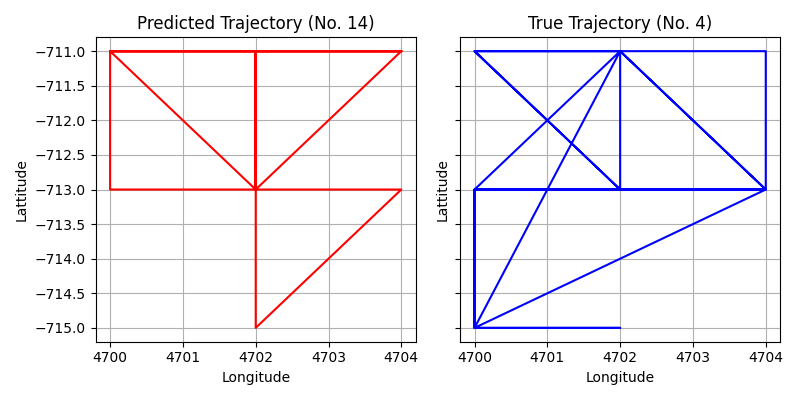 Predicted Trajectory (No. 14)
True Trajectory (No. 4)
−711.0
−711.5
−712.0
−712.5
−713.0
−713.5
−714.0
−714.5
−715.0
Lattitude
Lattitude
4700 4701 4702 4703 4704
4700 4701 4702 4703 4704
Longitude
Longitude